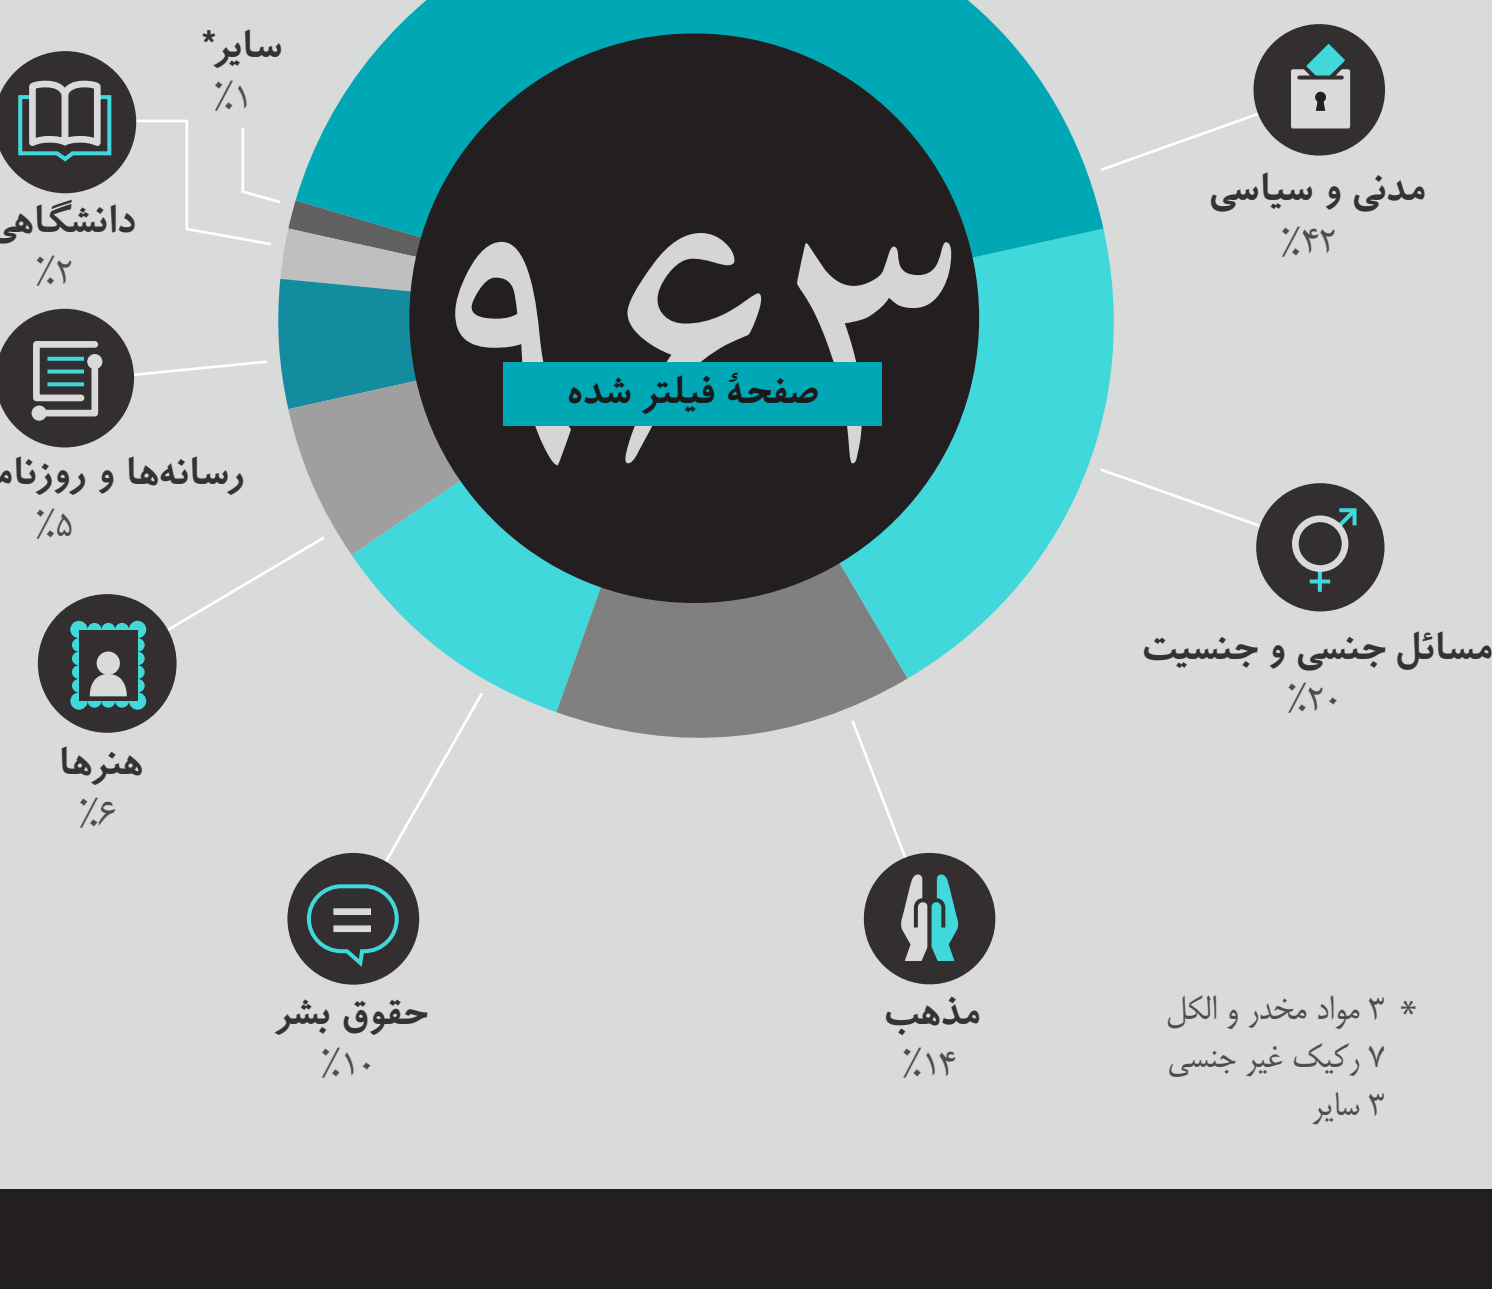 سایر*
٪۱
مدنی و سیاسی
٪۴۲
دانشگاهی
٪۲
۹۶۳
صفحهٔ فیلتر شده
رسانه‌ها و
٪۵
مسائل جنسی و جنسیت
٪۲۰
هنرها
٪۶
حقوق بشر
٪۱۰
مذهب
٪۱۴
* ۳ مواد مخدر و الکل
۷ رکیک غیر جنسی
۳ سایر